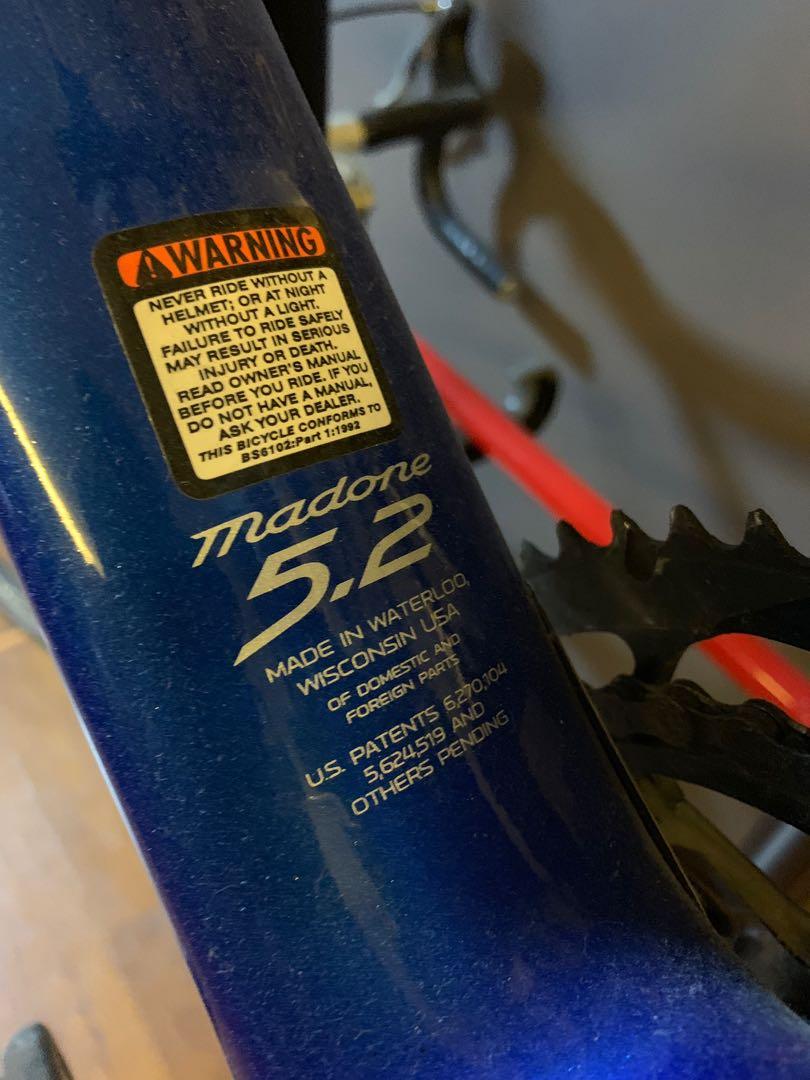 WARNING
NEVER RIDE WITHOUT A
HELMET; OR AT NIGHT
WITHOUT A LIGHT.
FAILURE TO RIDE SAFELY
MAY RESULT IN SERIOUS
INJURY OR DEATH.
READ OWNER'S MANUAL
BEFORE YOU RIDE. IF YOU
DO NOT HAVE A MANUAL,
ASK YOUR DEALER.
THIS BICYCLE CONFORMS TO
BS6102:Part 1:1992
madone
5.2
MADE IN WATERLOO,
WISCONSIN USA
OF DOMESTIC AND
FOREIGN PARTS
U.S. PATENTS 6,270,104
5,624,519 AND
OTHERS PENDING